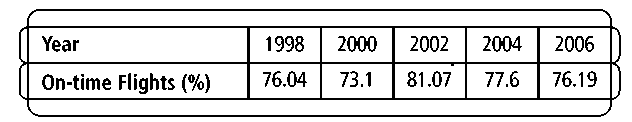 Year 1998 2000 2002 2004 2006
On-time Flights (%) 76.04 73.1 81.07 77.6 76.19